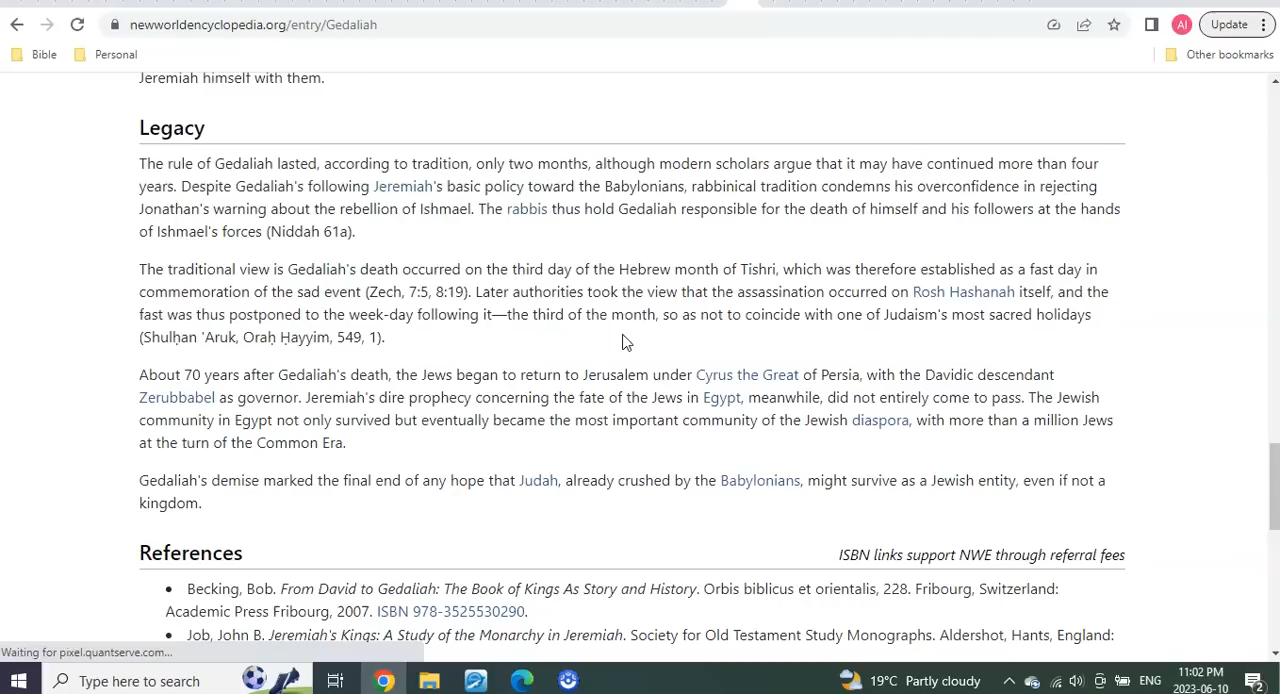 newworldencyclopedia.org/entry/Gedaliah
AI
Update
Bible
Personal
Other bookmarks
Jeremiah himself with them.
Legacy
The rule of Gedaliah lasted, according to tradition, only two months, although modern scholars argue that it may have continued more than four
years. Despite Gedaliah's following Jeremiah's basic policy toward the Babylonians, rabbinical tradition condemns his overconfidence in rejecting
Jonathan's warning about the rebellion of Ishmael. The rabbis thus hold Gedaliah responsible for the death of himself and his followers at the hands
of Ishmael's forces (Niddah 61a).
The traditional view is Gedaliah's death occurred on the third day of the Hebrew month of Tishri, which was therefore established as a fast day in
commemoration of the sad event (Zech, 7:5, 8:19). Later authorities took the view that the assassination occurred on Rosh Hashanah itself, and the
fast was thus postponed to the week-day following it—the third of the month, so as not to coincide with one of Judaism's most sacred holidays
(Shulḥan 'Aruk, Oraḥ Ḥayyim, 549, 1).
About 70 years after Gedaliah's death, the Jews began to return to Jerusalem under Cyrus the Great of Persia, with the Davidic descendant
Zerubbabel as governor. Jeremiah's dire prophecy concerning the fate of the Jews in Egypt, meanwhile, did not entirely come to pass. The Jewish
community in Egypt not only survived but eventually became the most important community of the Jewish diaspora, with more than a million Jews
at the turn of the Common Era.
Gedaliah's demise marked the final end of any hope that Judah, already crushed by the Babylonians, might survive as a Jewish entity, even if not a
kingdom.
References
ISBN links support NWE through referral fees
• Becking, Bob. From David to Gedaliah: The Book of Kings As Story and History. Orbis biblicus et orientalis, 228. Fribourg, Switzerland:
Academic Press Fribourg, 2007. ISBN 978-3525530290.
• Job, John B. Jeremiah's Kings: A Study of the Monarchy in Jeremiah. Society for Old Testament Study Monographs. Aldershot, Hants, England:
Waiting for pixel.quantserve.com...
Type here to search
19°C Partly cloudy
ENG
11:02 PM
2023-06-10
2